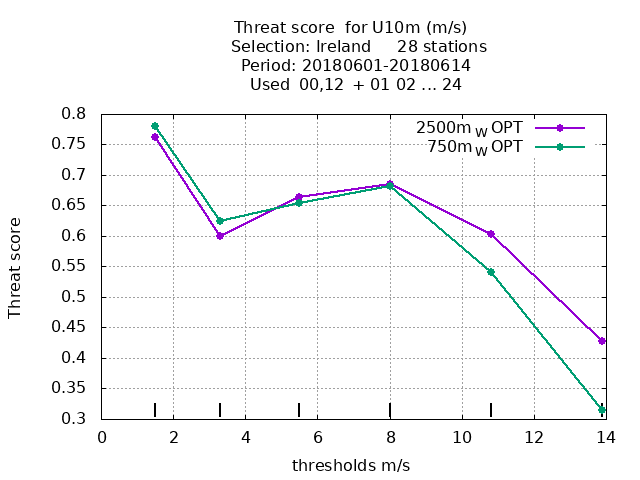 Threat score  for U10m (m/s)
Selection: Ireland     28 stations
Period: 20180601-20180614
Used  00,12  + 01 02 ... 24
2500m W OPT
750m W OPT
Threat score
0.8
0.75
0.7
0.65
0.6
0.55
0.5
0.45
0.4
0.35
0.3
0 2 4 6 8 10 12 14
thresholds m/s